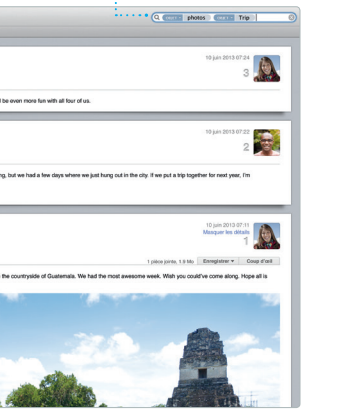 photos Trip
10 juin 2013 07:24
3
l be even more fun with all four of us.
10 juin 2013 07:22
2
ng, but we had a few days where we just hung out in the city. If we put a trip together for next year, I'm
10 juin 2013 07:11
Masquer les détails
1
1 pièce jointe, 1.9 Mo Enregistrer Coup d'œil
the countryside of Guatemala. We had the most awesome week. Wish you could've come along. Hope all is